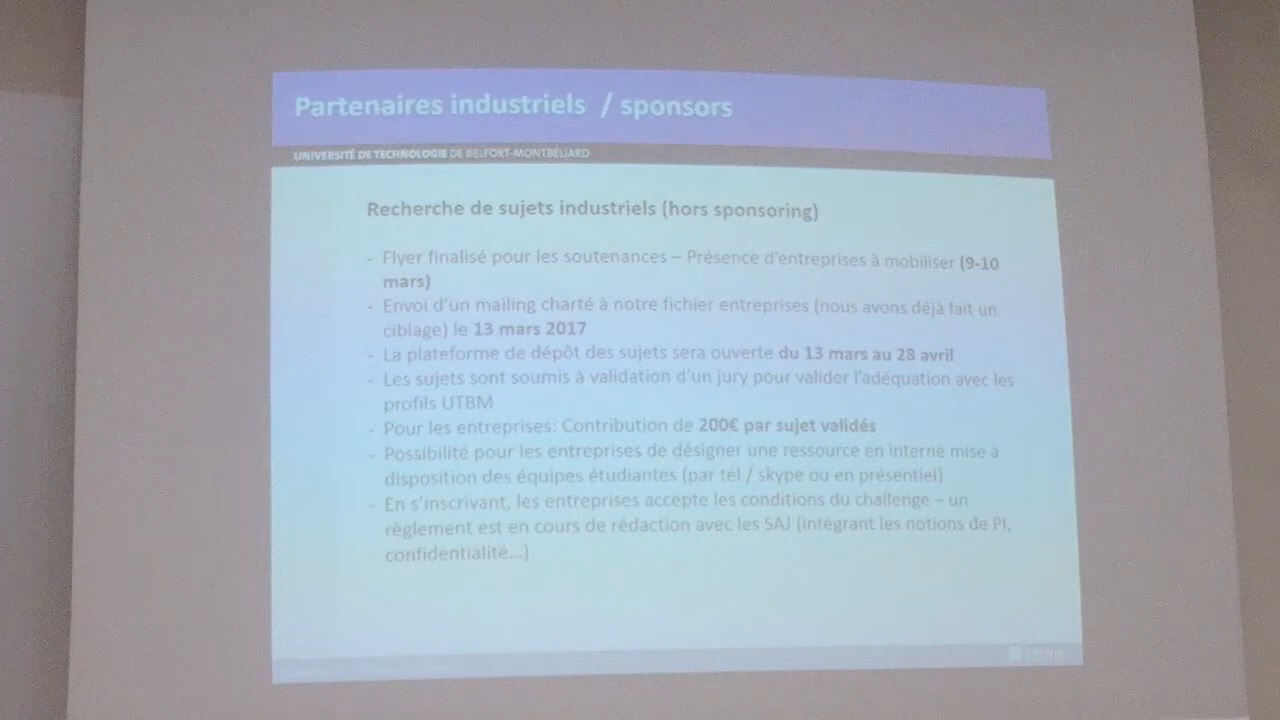 Partenaires industriels / sponsors
UNIVERSITÉ DE TECHNOLOGIE DE BELFORT-MONTBÉLIARD
Recherche de sujets industriels (hors sponsoring)
- Flyer finalisé pour les soutenances – Présence d'entreprises à mobiliser (9-10
mars)
- Envoi d'un mailing charté à notre fichier entreprises (nous avons déjà fait un
ciblage) le 13 mars 2017
- La plateforme de dépôt des sujets sera ouverte du 13 mars au 28 avril
- Les sujets sont soumis à validation d'un jury pour valider l'adéquation avec les
profils UTBM
- Pour les entreprises: Contribution de 200€ par sujet validés
- Possibilité pour les entreprises de désigner une ressource en interne mise à
disposition des équipes étudiantes (par tél / skype ou en présentiel)
- En s'inscrivant, les entreprises accepte les conditions du challenge – un
règlement est en cours de rédaction avec les SAJ (intégrant les notions de PI,
confidentialité...)